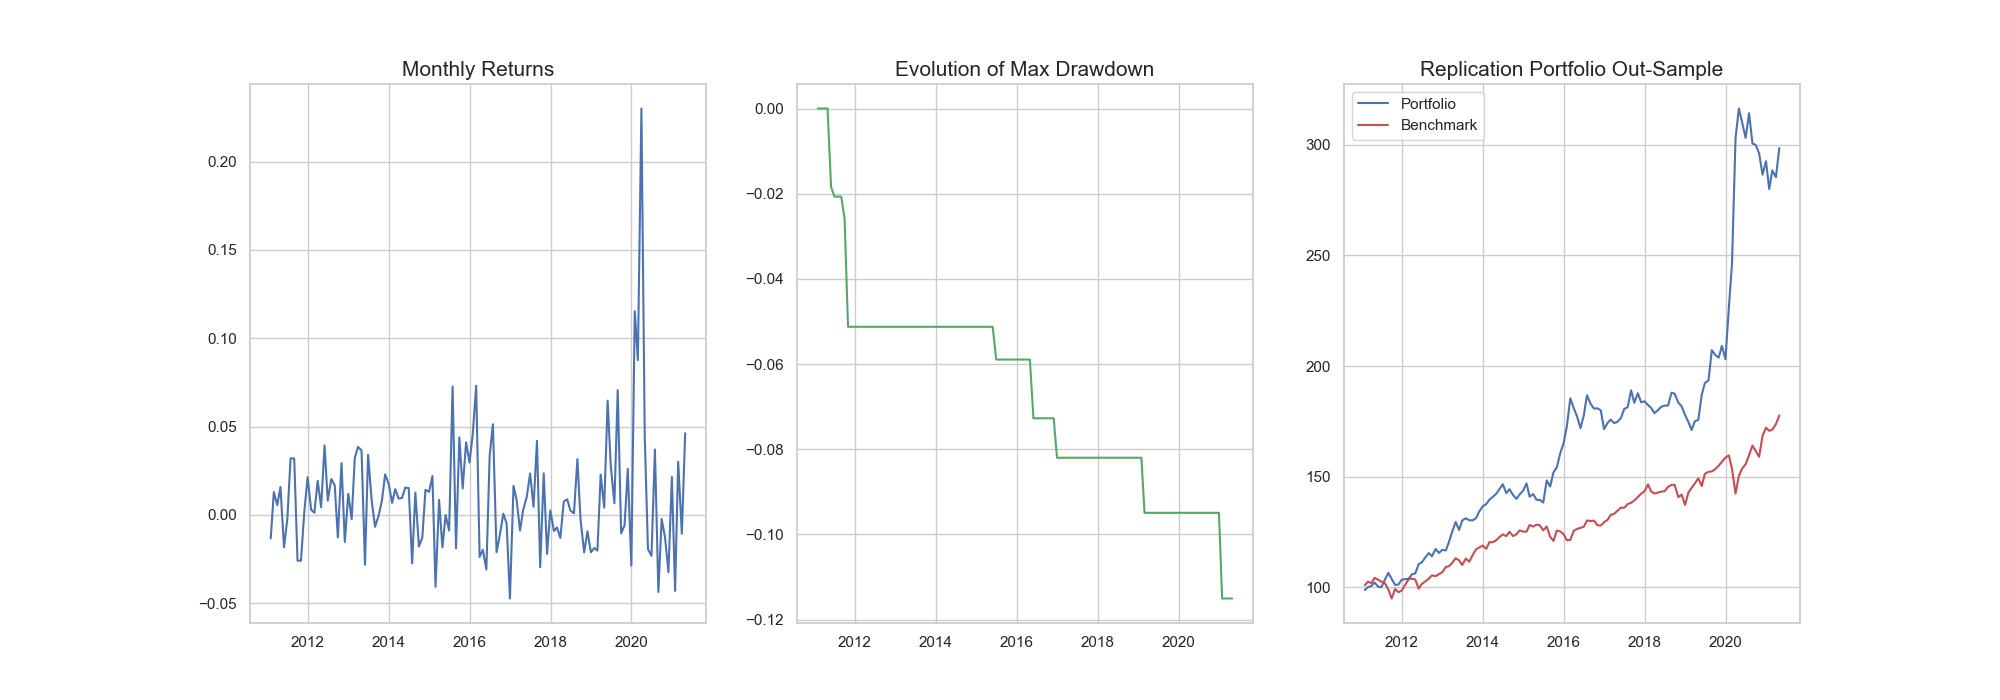 Monthly Returns
0.20
0.15
0.10
0.05
0.00
−0.05
2012 2014 2016 2018 2020
Evolution of Max Drawdown
0.00
−0.02
−0.04
−0.06
−0.08
−0.10
−0.12
2012 2014 2016 2018 2020
Replication Portfolio Out-Sample
Portfolio
Benchmark
300
250
200
150
100
2012 2014 2016 2018 2020